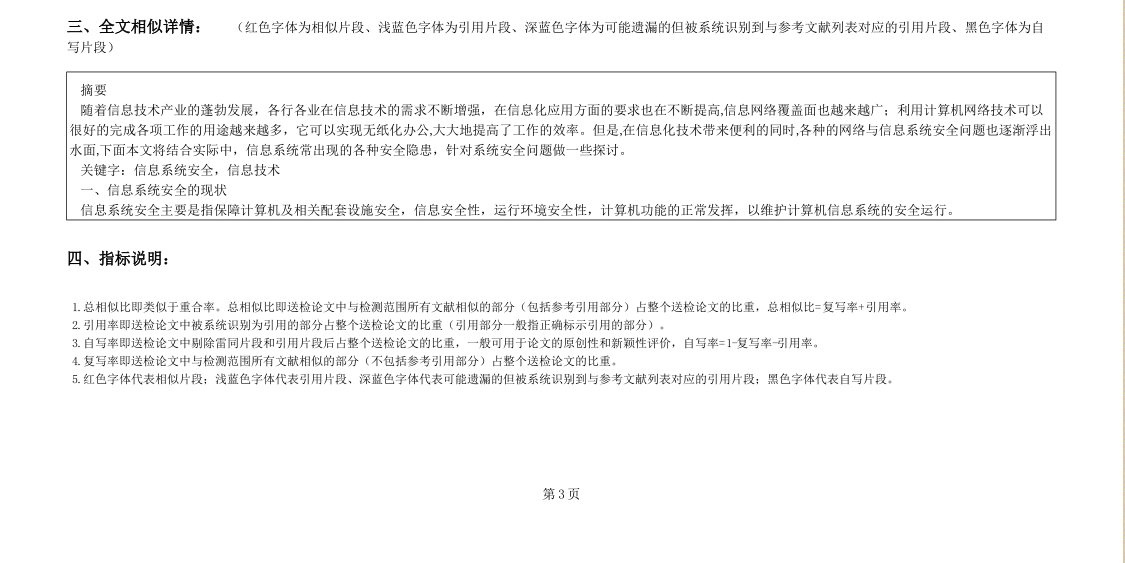 三、全文相似详情： （红色字体为相似片段、浅蓝色字体为引用片段、深蓝色字体为可能遗漏的但被系统识别到与参考文献列表对应的引用片段、黑色字体为自
写片段）
摘要
随着信息技术产业的蓬勃发展，各行各业在信息技术的需求不断增强，在信息化应用方面的要求也在不断提高,信息网络覆盖面也越来越广；利用计算机网络技术可以
很好的完成各项工作的用途越来越多，它可以实现无纸化办公,大大地提高了工作的效率。但是,在信息化技术带来便利的同时,各种的网络与信息系统安全问题也逐渐浮出
水面,下面本文将结合实际中，信息系统常出现的各种安全隐患，针对系统安全问题做一些探讨。
关键字：信息系统安全，信息技术
一、信息系统安全的现状
信息系统安全主要是指保障计算机及相关配套设施安全，信息安全性，运行环境安全性，计算机功能的正常发挥，以维护计算机信息系统的安全运行。
四、指标说明：
1.总相似比即类似于重合率。总相似比即送检论文中与检测范围所有文献相似的部分（包括参考引用部分）占整个送检论文的比重，总相似比=复写率+引用率。
2.引用率即送检论文中被系统识别为引用的部分占整个送检论文的比重（引用部分一般指正确标示引用的部分）。
3.自写率即送检论文中剔除雷同片段和引用片段后占整个送检论文的比重，一般可用于论文的原创性和新颖性评价，自写率=1-复写率-引用率。
4.复写率即送检论文中与检测范围所有文献相似的部分（不包括参考引用部分）占整个送检论文的比重。
5.红色字体代表相似片段；浅蓝色字体代表引用片段、深蓝色字体代表可能遗漏的但被系统识别到与参考文献列表对应的引用片段；黑色字体代表自写片段。
第 3 页